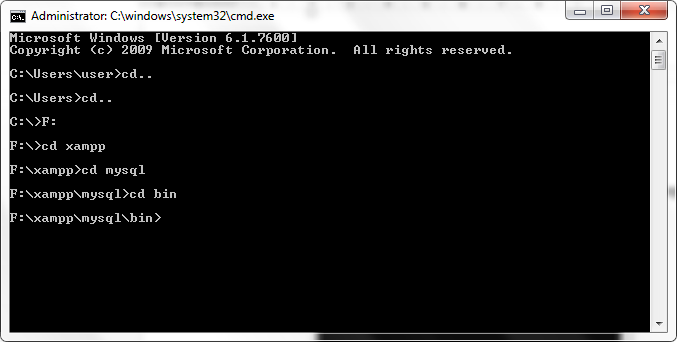 Administrator: C:\windows\system32\cmd.exe
Microsoft Windows [Version 6.1.7600]
Copyright (c) 2009 Microsoft Corporation.  All rights reserved.
C:\Users\user>cd..
C:\Users>cd..
C:\>F:
F:\>cd xampp
F:\xampp>cd mysql
F:\xampp\mysql>cd bin
F:\xampp\mysql\bin>